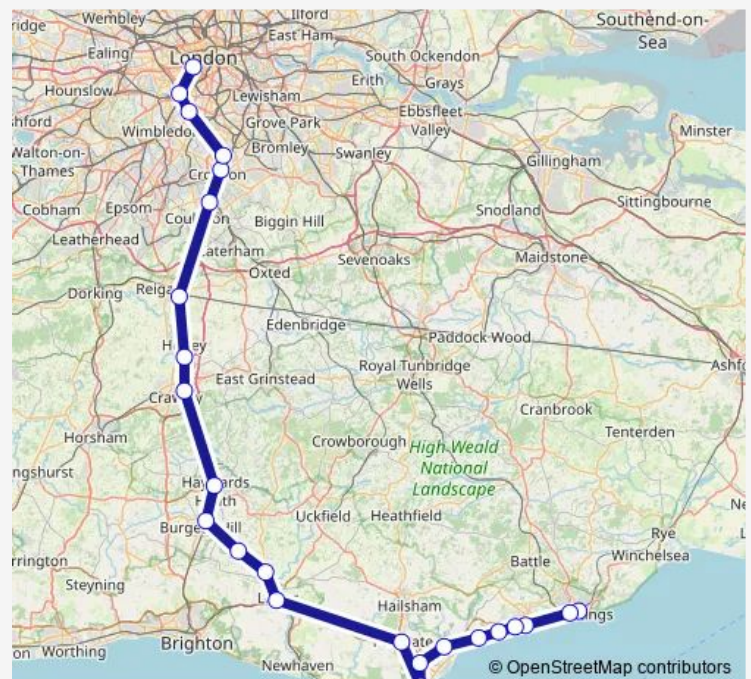 Wembley
Ilford
Southend-on-
Sea
East Ham
Ealing
London
South Ockendon
Hounslow
Erith
Grays
Lewisham
Ebbsfleet
Valley
Grove Park
Minster
Walton-on-
Thames
Bromley
Swanley
Gillingham
Sittingbourne
Cobham
Epsom
Biggin Hill
Snodland
Leatherhead
Oxted
Sevenoaks
Maidstone
Dorking
Edenbridge
Paddock Wood
Royal Tunbridge
Wells
East Grinstead
Cranbrook
Horsham
Crowborough
High Weald
National
Landscape
Tenterden
Uckfield
Heathfield
Rye
Winchelsea
Battle
Steyning
Hailsham
Brighton
Worthing
Newhaven
© OpenStreetMap contributors